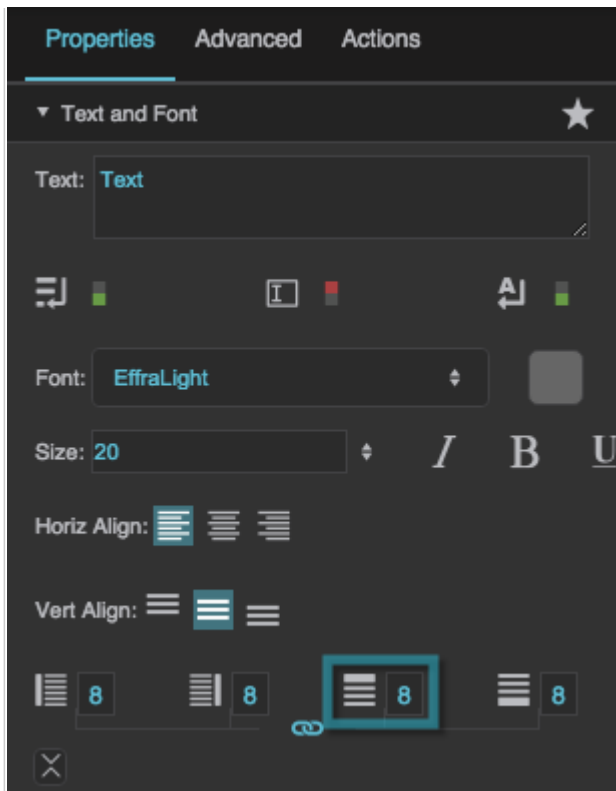 Properties Advanced Actions
Text and Font
Text: Text
Font: EffraLight
Size: 20 I B U
Horiz Align:
Vert Align:
8 8 8 8